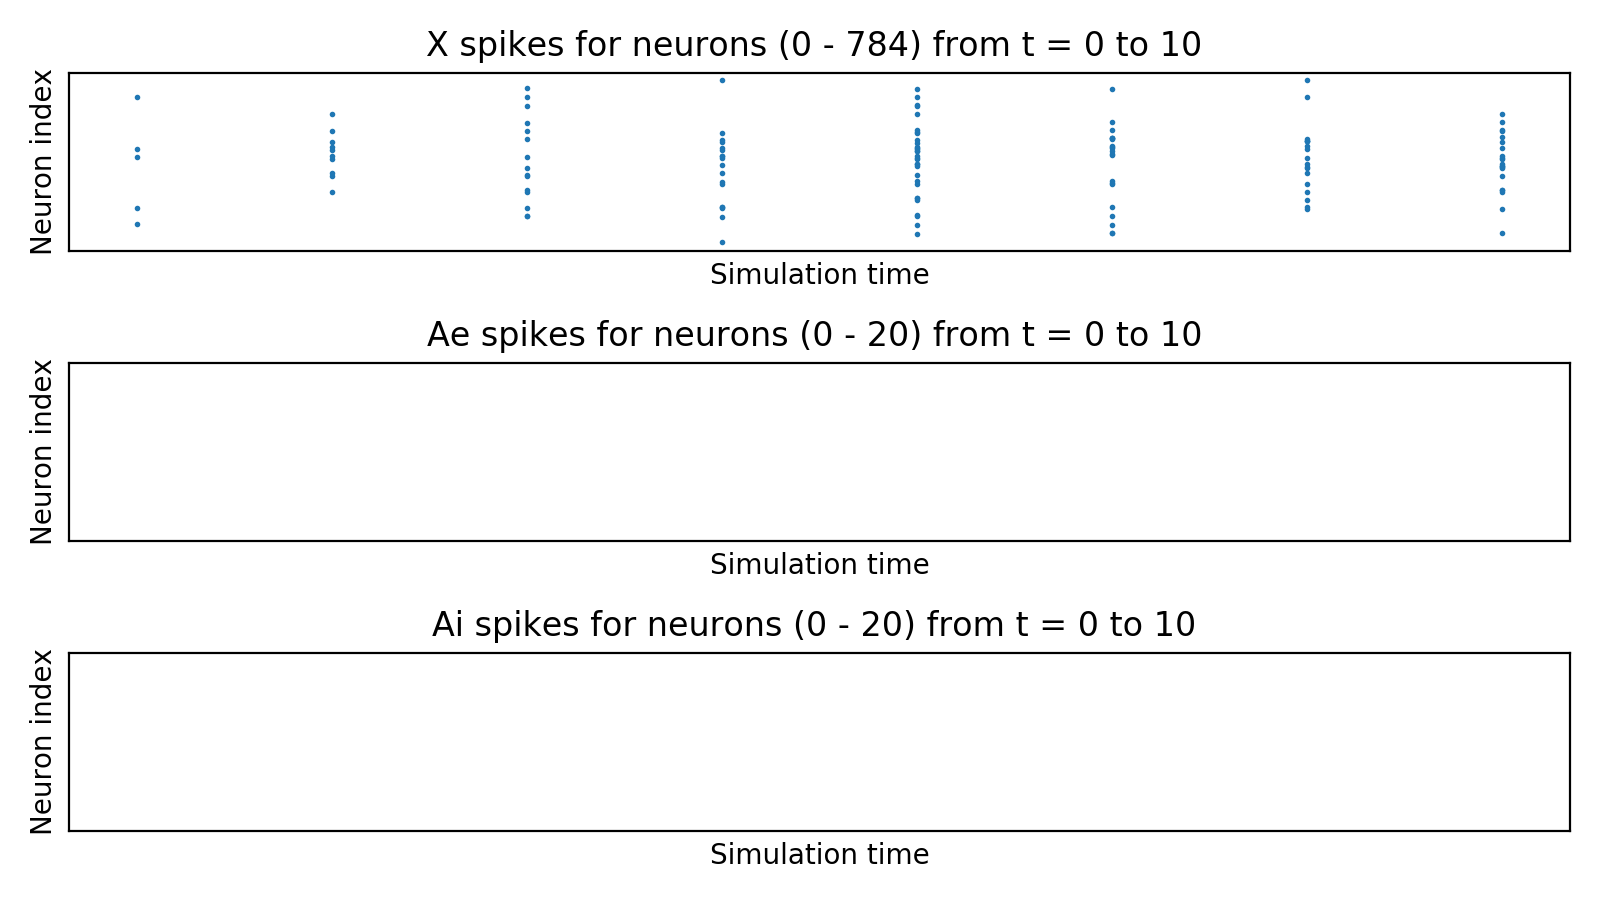 X spikes for neurons (0 - 784) from t = 0 to 10
Neuron index
Simulation time
Ae spikes for neurons (0 - 20) from t = 0 to 10
Neuron index
Simulation time
Ai spikes for neurons (0 - 20) from t = 0 to 10
Neuron index
Simulation time